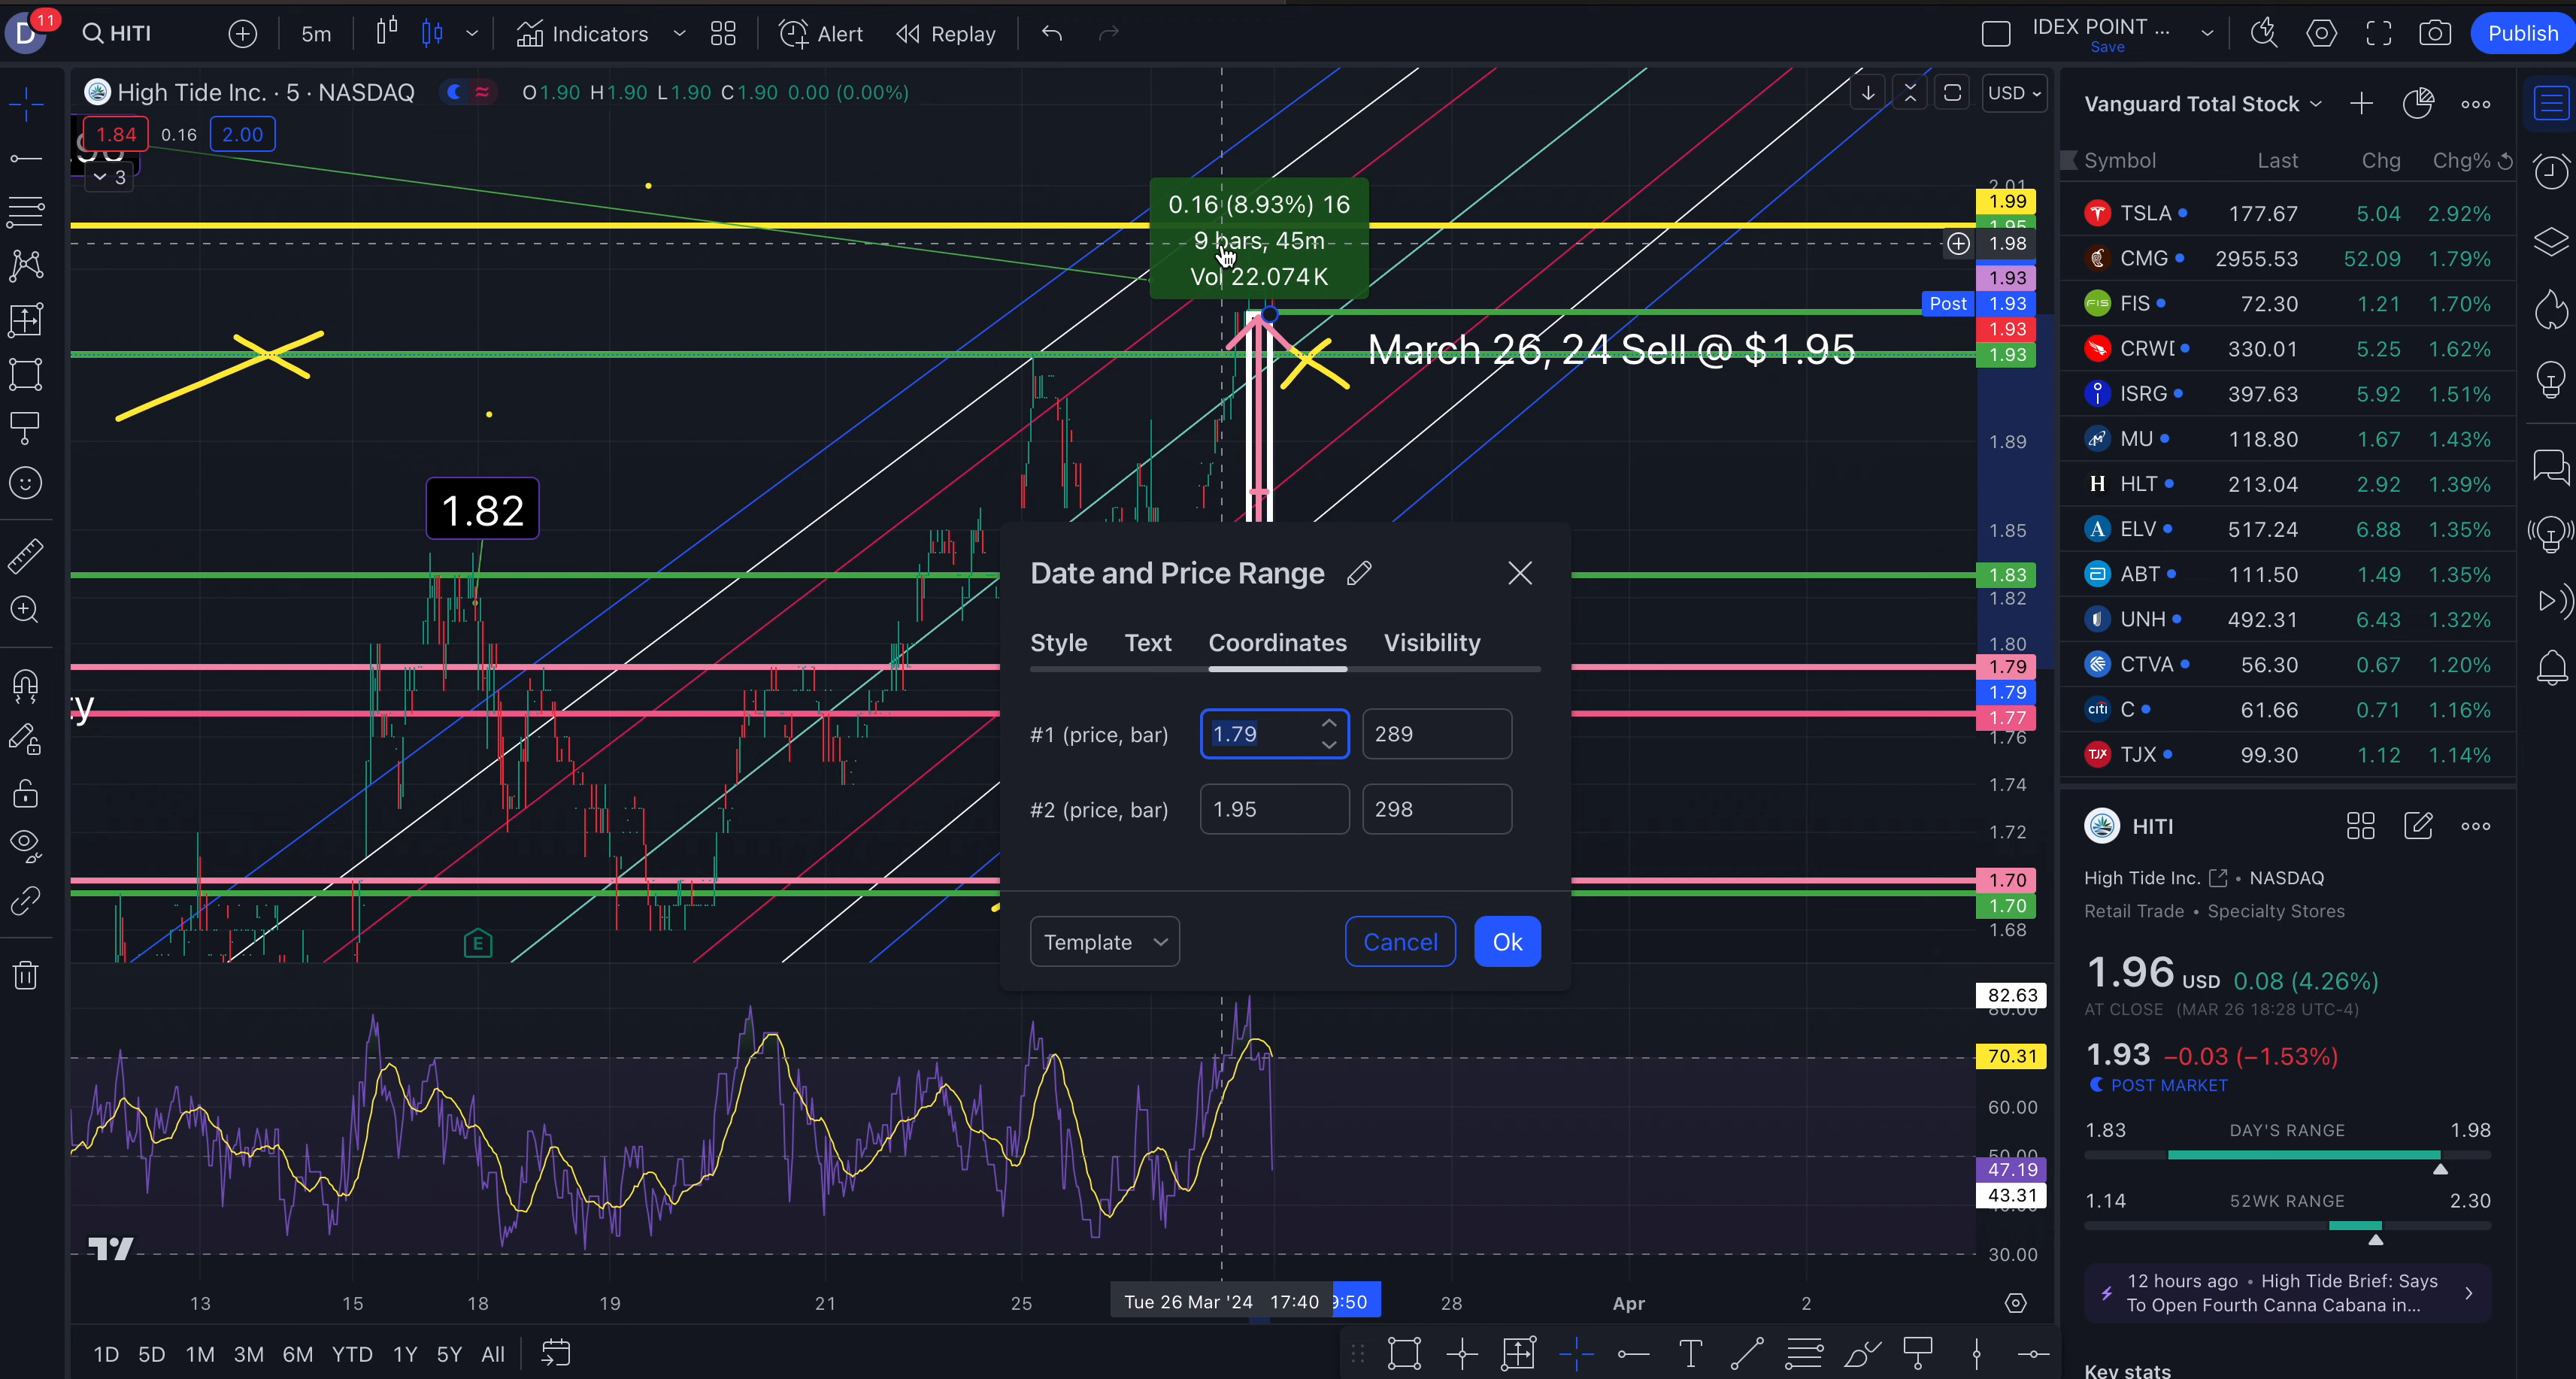 D
11
HITI
5m
Indicators
Alert
Replay
IDEX POINT ...
Save
Publish
High Tide Inc. · 5 · NASDAQ
O1.90 H1.90 L1.90 C1.90 0.00 (0.00%)
USD
1.84
0.16
2.00
3
0.16 (8.93%) 16
9 bars, 45m
Vol 22.074K
March 26, 24 Sell @ $1.95
1.82
2.01
1.99
1.95
1.98
1.93
Post 1.93
1.93
1.93
1.89
1.85
1.83
1.82
1.80
1.79
1.79
1.77
1.76
1.74
1.72
1.70
1.70
1.68
Date and Price Range
Style Text Coordinates Visibility
#1 (price, bar) 1.79 289
#2 (price, bar) 1.95 298
Template
Cancel
Ok
E
82.63
80.00
70.31
60.00
50.00
47.19
43.31
30.00
13 15 18 19 21 25 28 Apr 2
Tue 26 Mar '24 17:40
9:50
1D 5D 1M 3M 6M YTD 1Y 5Y All
Vanguard Total Stock
Symbol Last Chg Chg%
TSLA 177.67 5.04 2.92%
CMG 2955.53 52.09 1.79%
FIS 72.30 1.21 1.70%
CRWD 330.01 5.25 1.62%
ISRG 397.63 5.92 1.51%
MU 118.80 1.67 1.43%
H HLT 213.04 2.92 1.39%
ELV 517.24 6.88 1.35%
ABT 111.50 1.49 1.35%
UNH 492.31 6.43 1.32%
CTVA 56.30 0.67 1.20%
citi C 61.66 0.71 1.16%
TJX TJX 99.30 1.12 1.14%
HITI
High Tide Inc. • NASDAQ
Retail Trade • Specialty Stores
1.96 USD 0.08 (4.26%)
AT CLOSE (MAR 26 18:28 UTC-4)
1.93 −0.03 (−1.53%)
POST MARKET
1.83 DAY'S RANGE 1.98
1.14 52WK RANGE 2.30
12 hours ago • High Tide Brief: Says
To Open Fourth Canna Cabana in...
Key stats